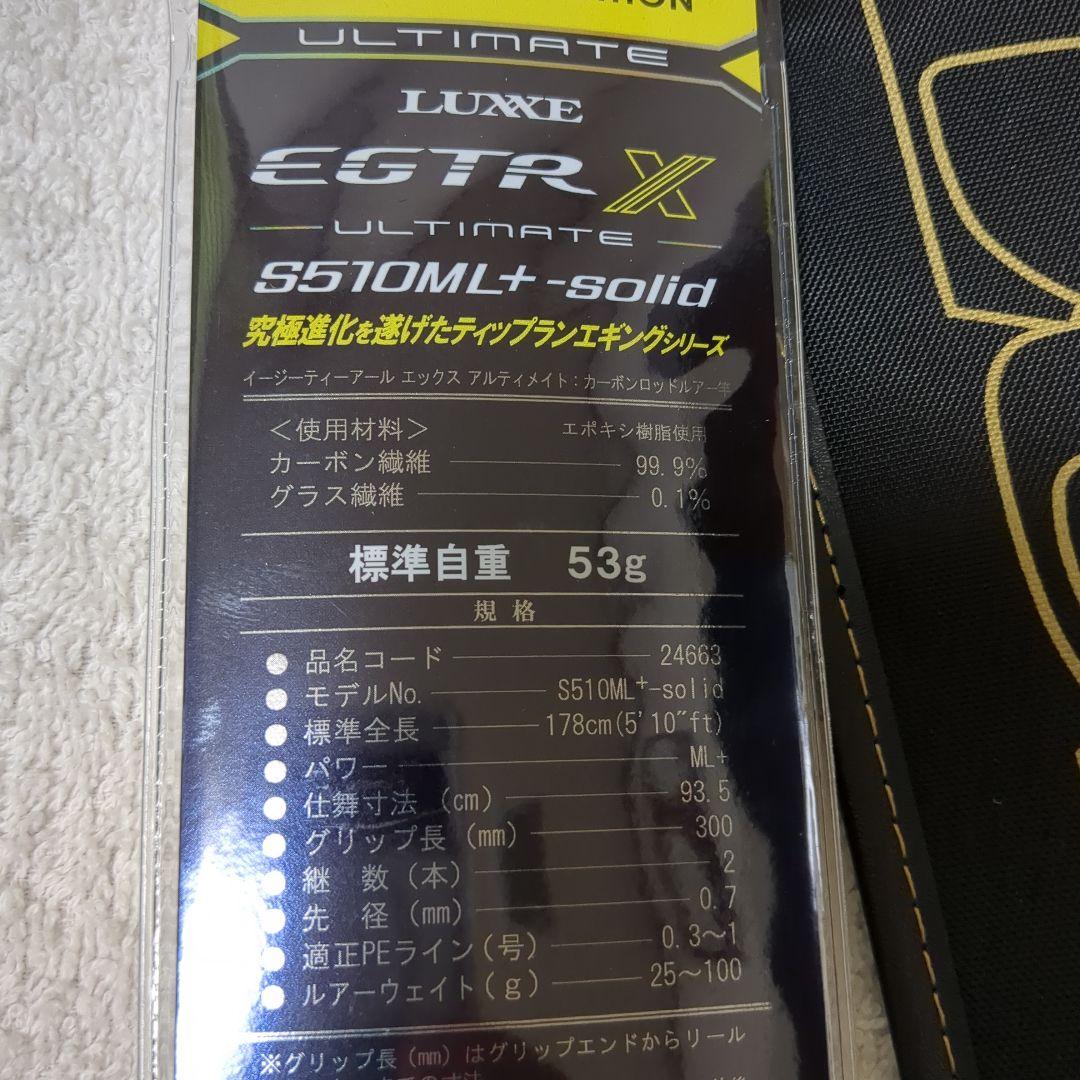 ULTIMATE
LUXXE
EGTR X
ULTIMATE
S510ML+-solid
究極進化を遂げたティップランエギングシリーズ
イージーティーアール エックス アルティメイト:カーボンロッドルアー竿
<使用材料> エポキシ樹脂使用
カーボン繊維 99.9%
グラス繊維 0.1%
標準自重 53g
規格
● 品名コード 24663
● モデルNo. S510ML+-solid
● 標準全長 178cm(5'10"ft)
● パワー ML+
● 仕舞寸法 (cm) 93.5
● グリップ長 (mm) 300
● 継 数 (本) 2
● 先 径 (mm) 0.7
● 適正PEライン(号) 0.3~1
● ルアーウェイト(g) 25~100
※グリップ長 (mm) はグリップエンドからリール